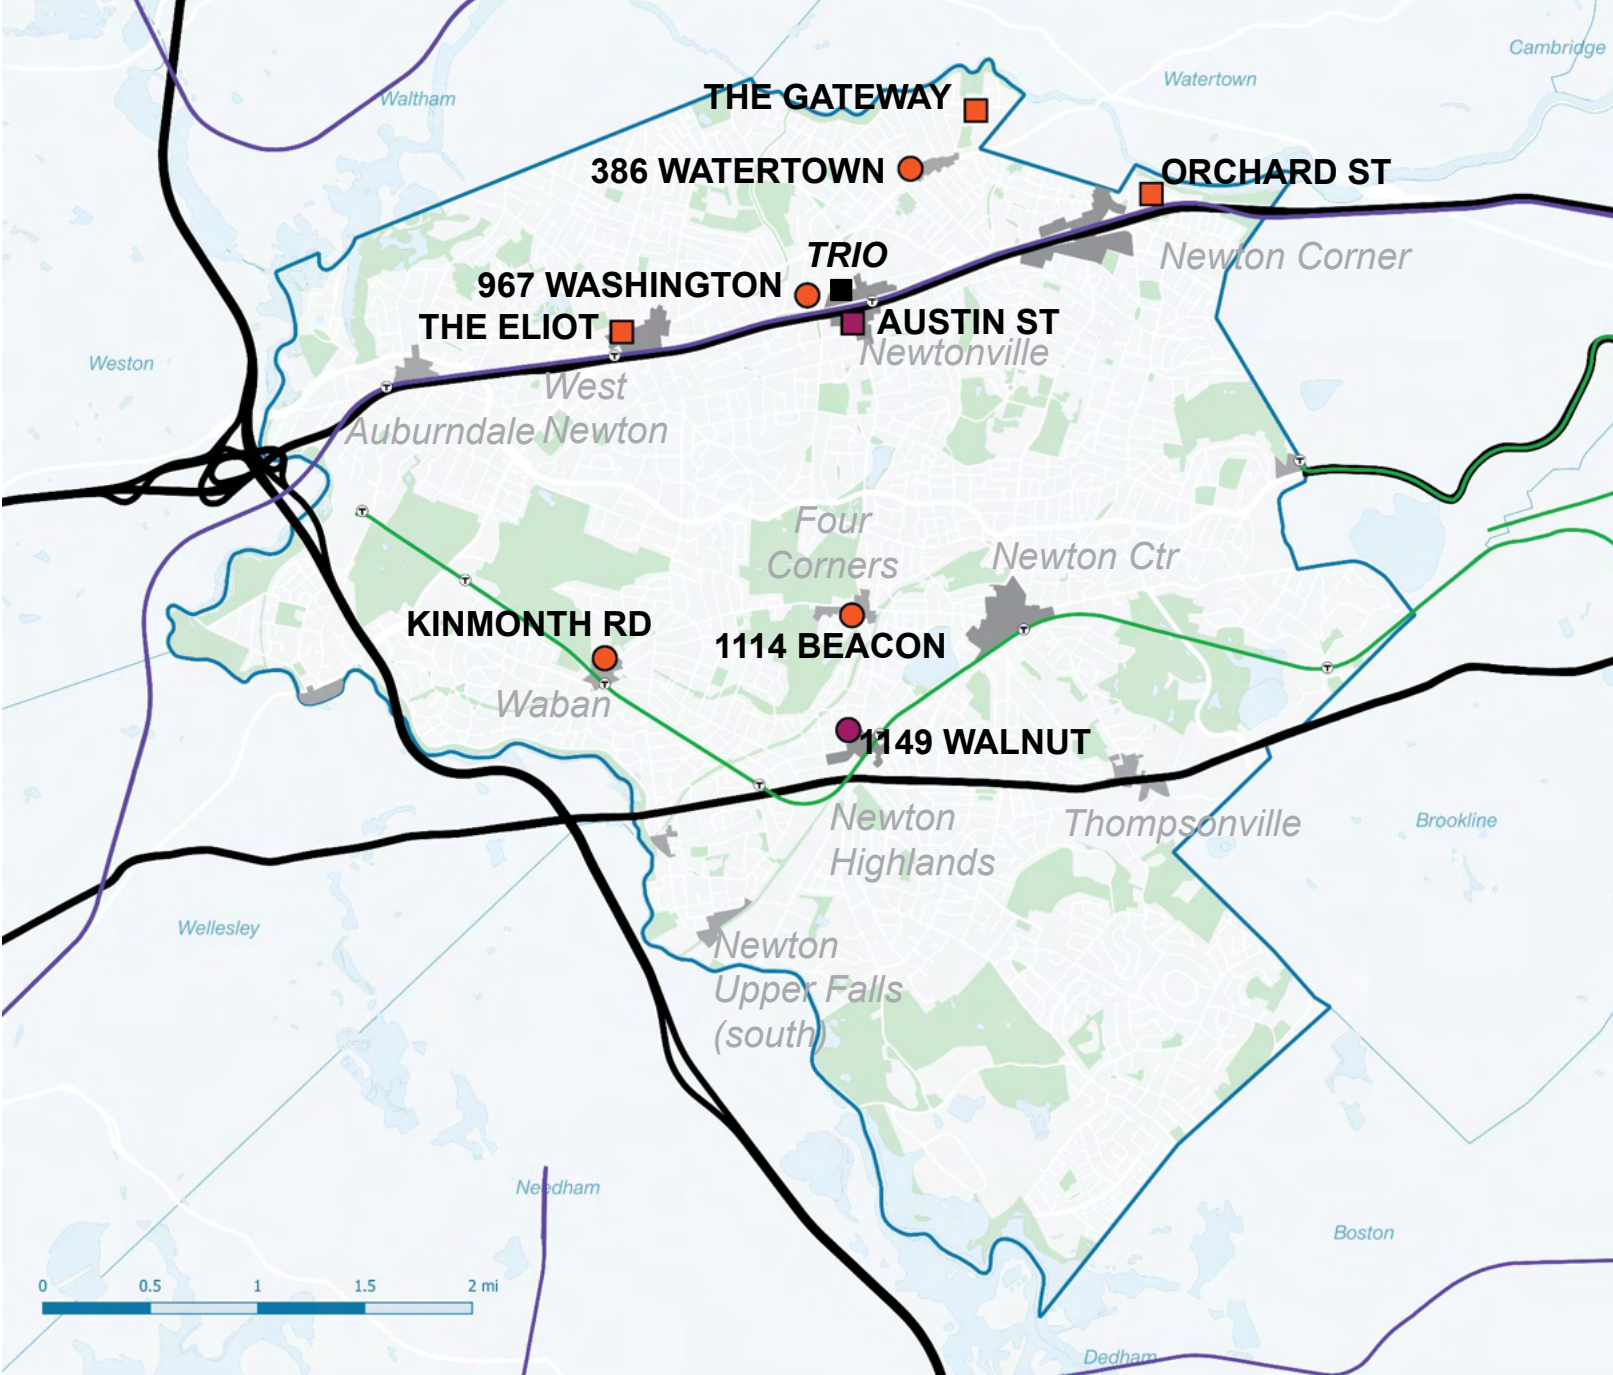 Cambridge
Watertown
Waltham
THE GATEWAY
386 WATERTOWN
ORCHARD ST
TRIO
Newton Corner
967 WASHINGTON
THE ELIOT
AUSTIN ST
Newtonville
Weston
West
Newton
Auburndale
Four
Corners
Newton Ctr
KINMONTH RD
1114 BEACON
Waban
1149 WALNUT
Newton
Highlands
Thompsonville
Brookline
Wellesley
Newton
Upper Falls
(south)
Needham
Boston
0 0.5 1 1.5 2 mi
Dedham
T
T
T
T
T
T
T
T
T
T
T